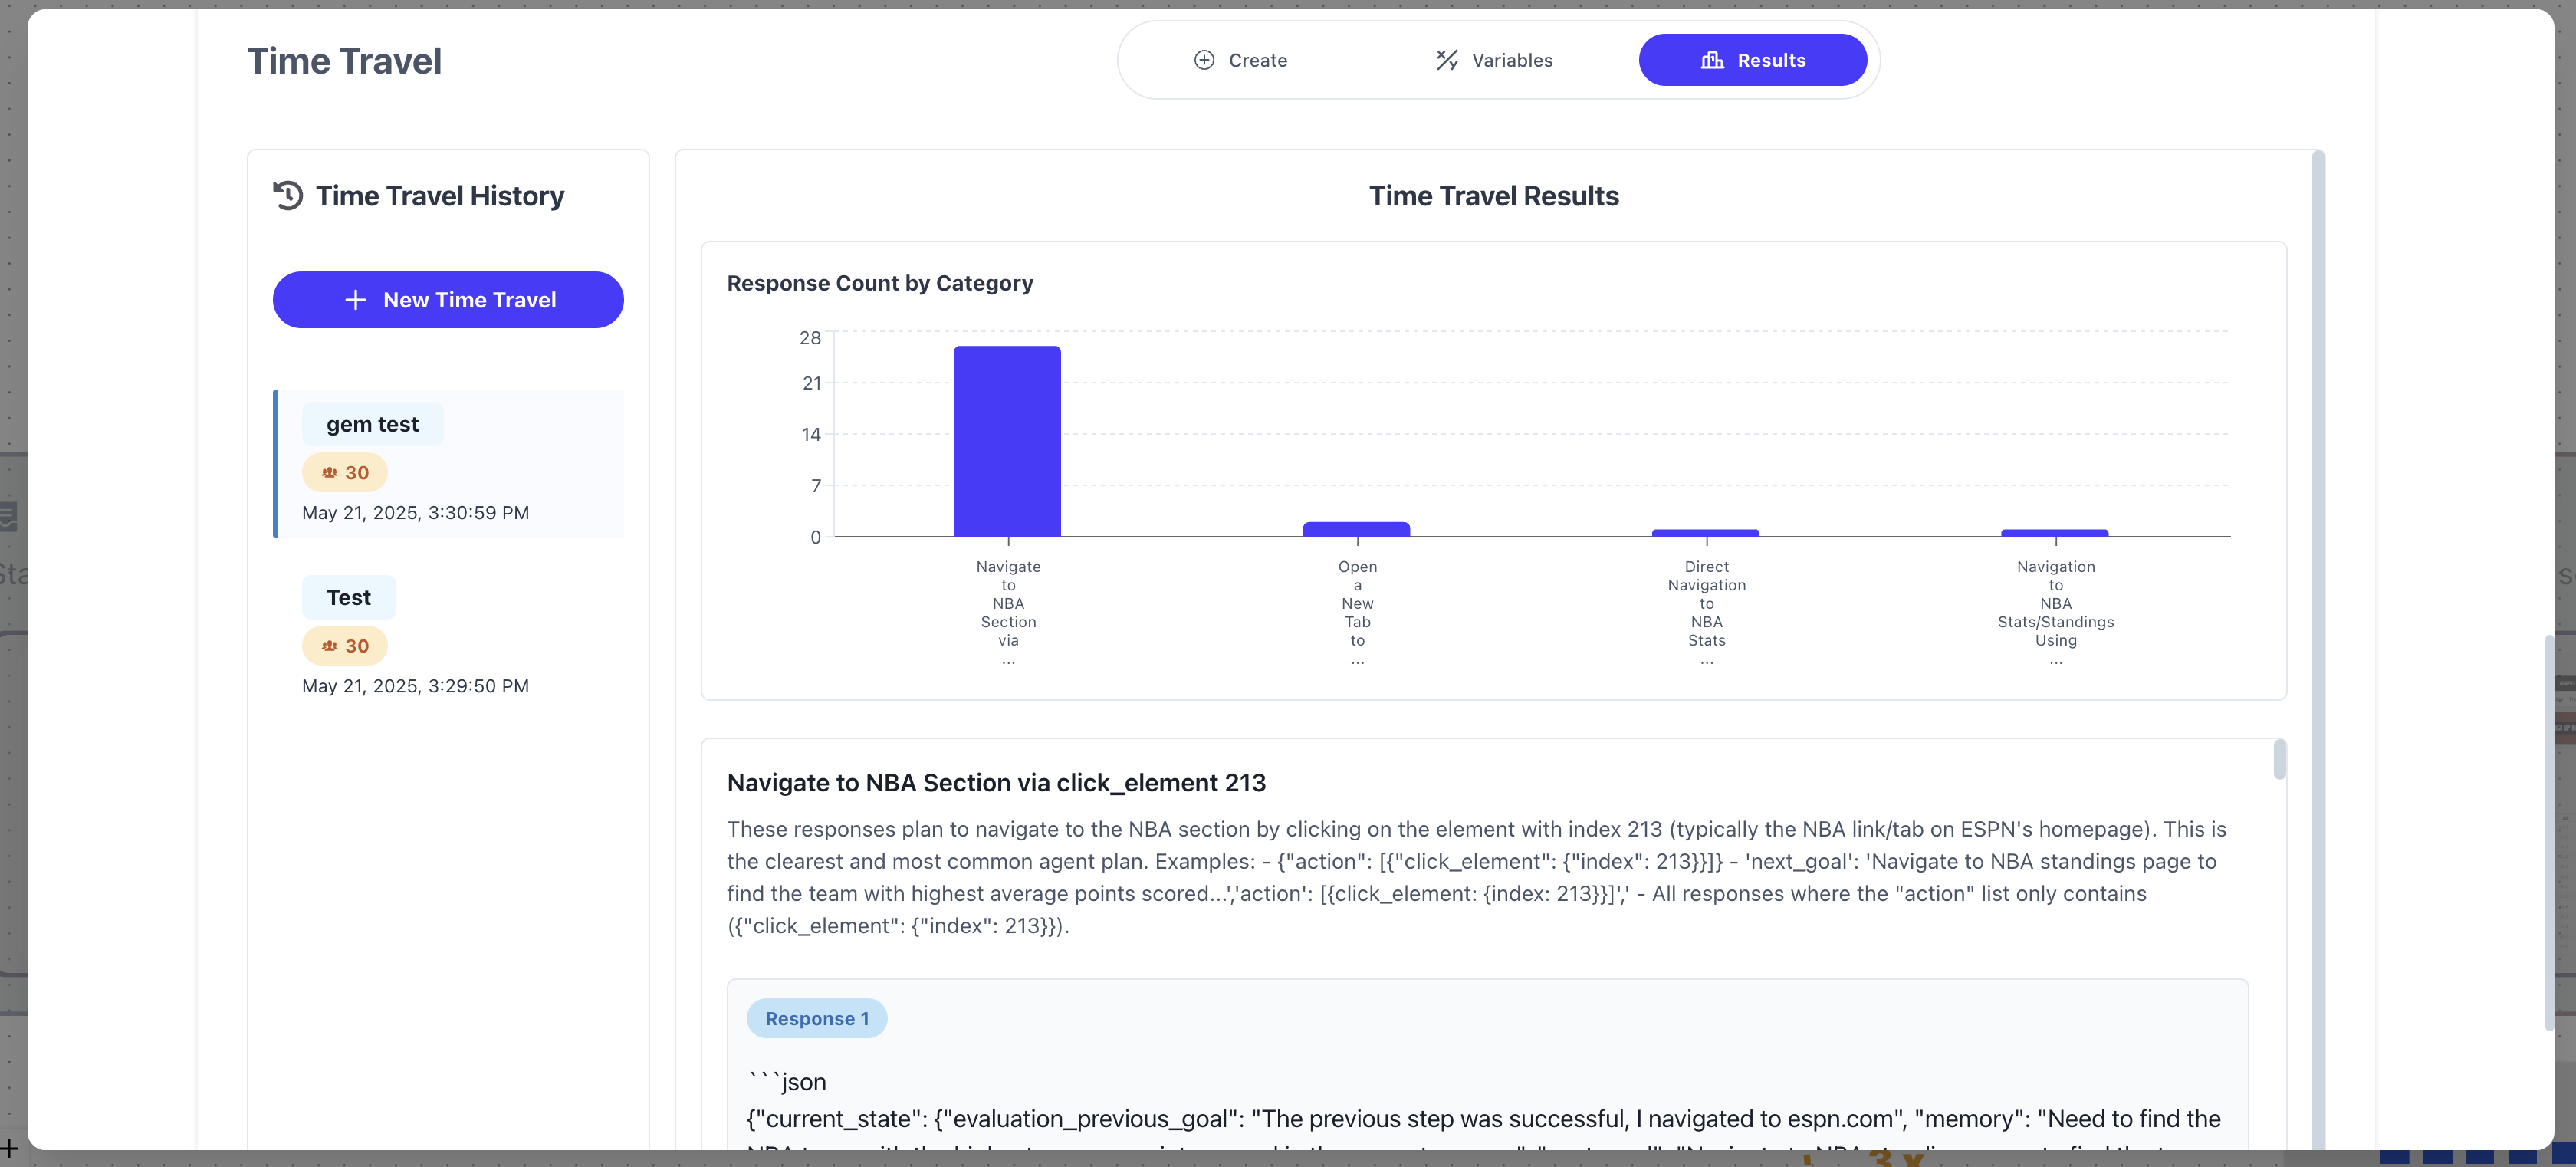 Time Travel
Create
Variables
Results
Time Travel History
New Time Travel
gem test
30
May 21, 2025, 3:30:59 PM
Test
30
May 21, 2025, 3:29:50 PM
Time Travel Results
Response Count by Category
28
21
14
7
0
Navigate
to
NBA
Section
via
...
Open
a
New
Tab
to
...
Direct
Navigation
to
NBA
Stats
...
Navigation
to
NBA
Stats/Standings
Using
...
Navigate to NBA Section via click_element 213
These responses plan to navigate to the NBA section by clicking on the element with index 213 (typically the NBA link/tab on ESPN's homepage). This is
the clearest and most common agent plan. Examples: - {"action": [{"click_element": {"index": 213}}]} - 'next_goal': 'Navigate to NBA standings page to
find the team with highest average points scored...','action': [{click_element: {index: 213}}]',' - All responses where the "action" list only contains
({"click_element": {"index": 213}}).
Response 1
```json
{"current_state": {"evaluation_previous_goal": "The previous step was successful, I navigated to espn.com", "memory": "Need to find the